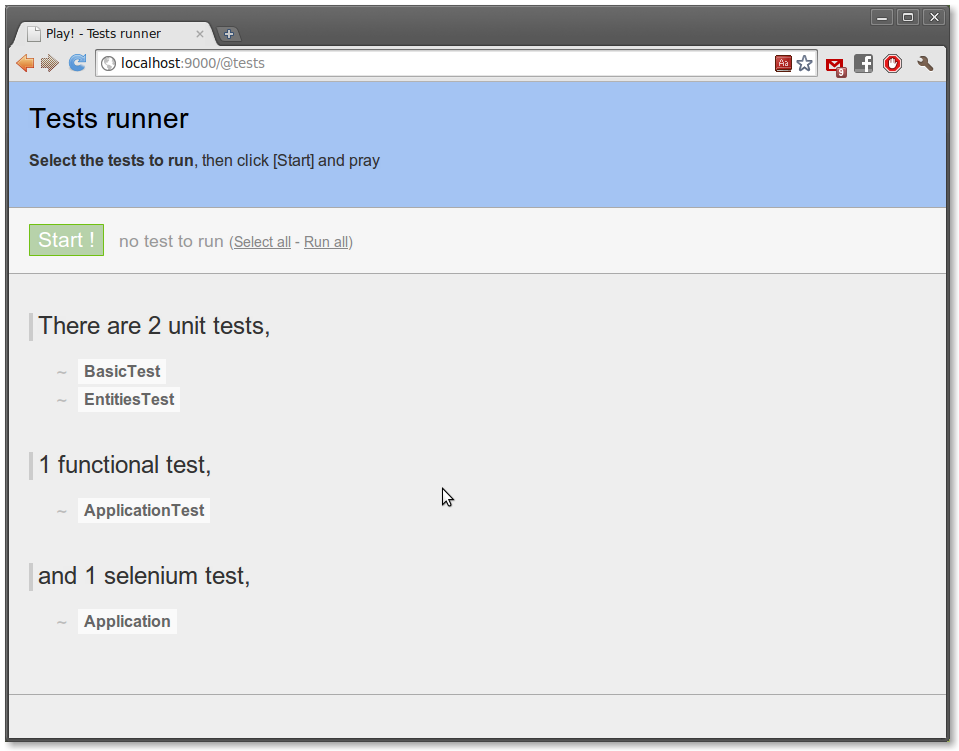 Play! - Tests runner
localhost:9000/@tests
Aa
9
Tests runner
Select the tests to run, then click [Start] and pray
Start ! no test to run (Select all - Run all)
There are 2 unit tests,
~ BasicTest
~ EntitiesTest
1 functional test,
~ ApplicationTest
and 1 selenium test,
~ Application